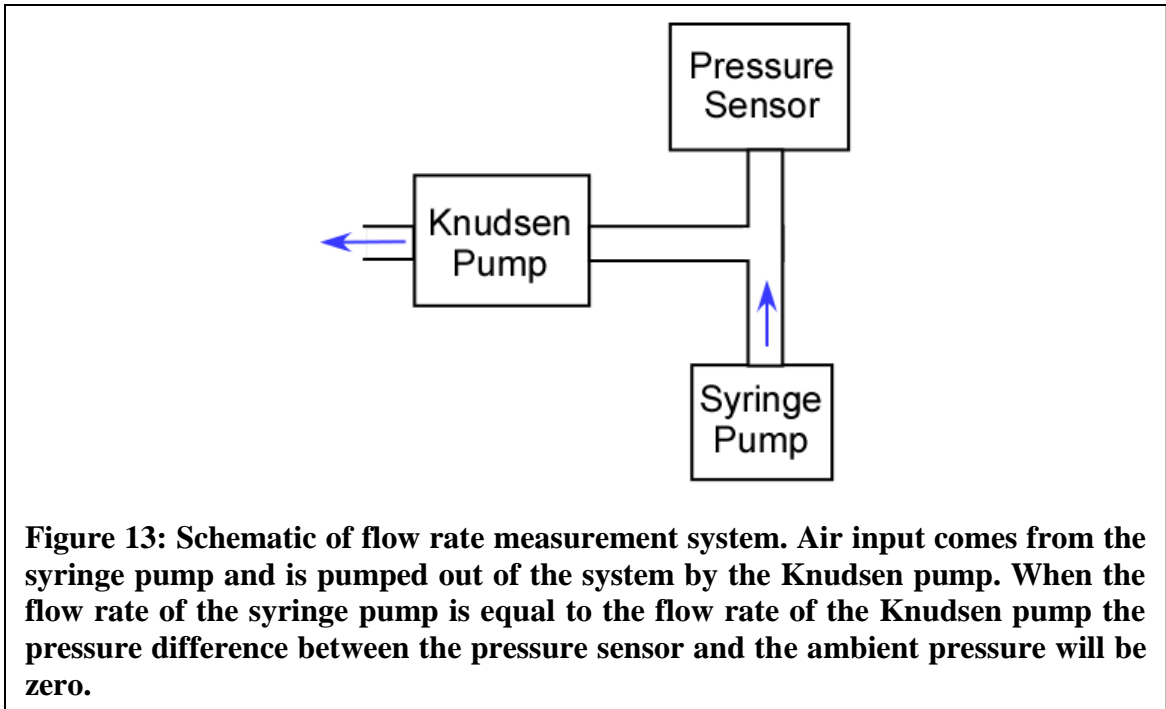 Pressure
Sensor
Knudsen
Pump
Syringe
Pump
Figure 13: Schematic of flow rate measurement system. Air input comes from the
syringe pump and is pumped out of the system by the Knudsen pump. When the
flow rate of the syringe pump is equal to the flow rate of the Knudsen pump the
pressure difference between the pressure sensor and the ambient pressure will be
zero.